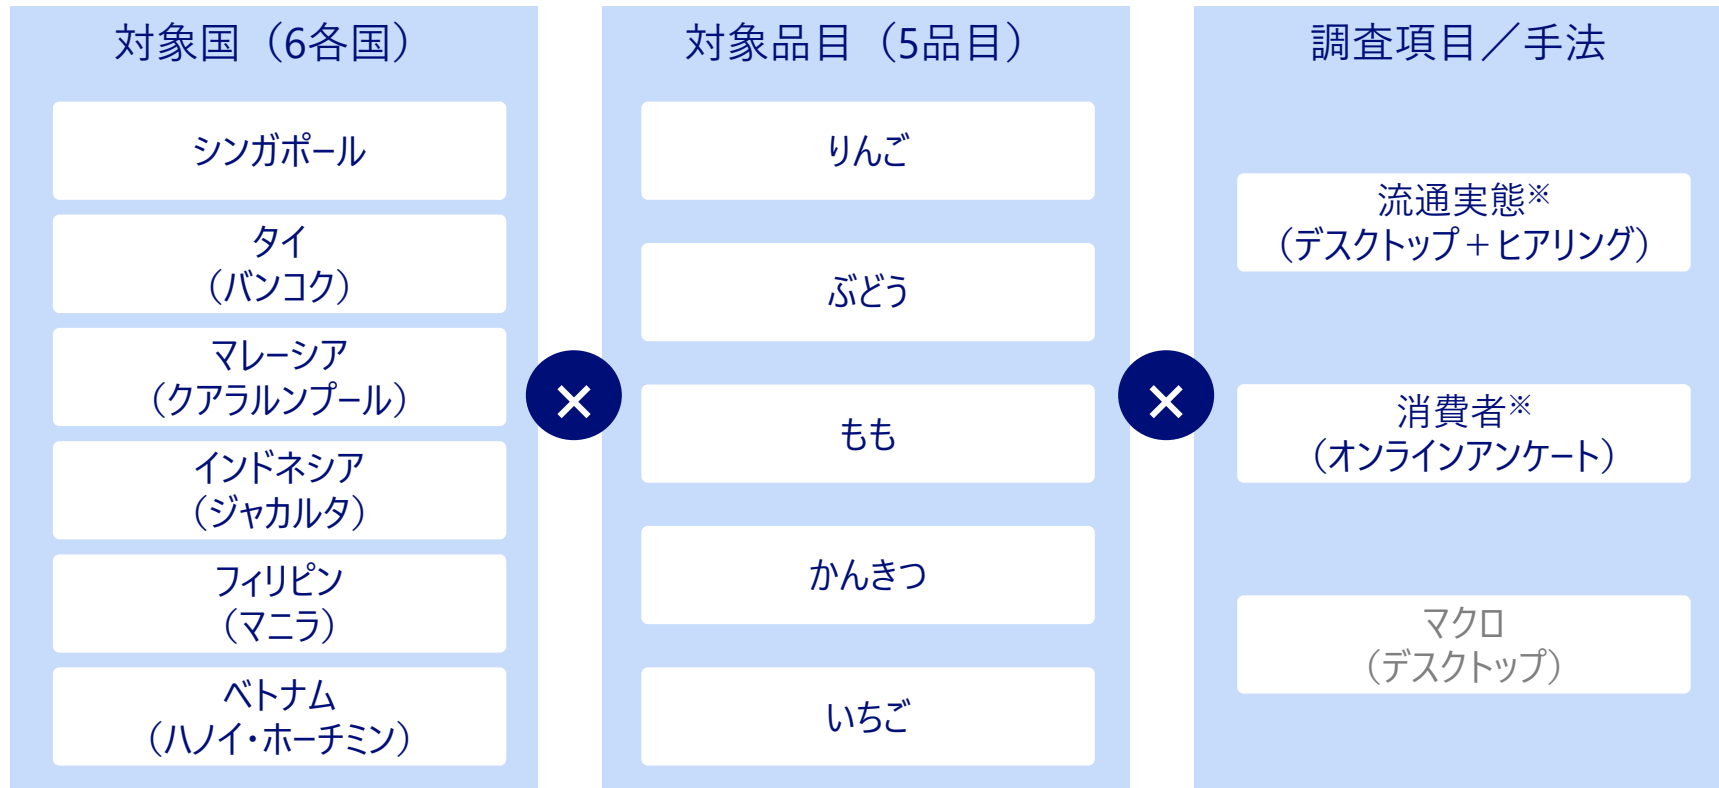 対象国（6各国）
シンガポール
タイ
（バンコク）
マレーシア
（クアラルンプール）
インドネシア
（ジャカルタ）
フィリピン
（マニラ）
ベトナム
（ハノイ・ホーチミン）
×
対象品目（5品目）
りんご
ぶどう
もも
かんきつ
いちご
×
調査項目／手法
流通実態※
（デスクトップ＋ヒアリング）
消費者※
（オンラインアンケート）
マクロ
（デスクトップ）